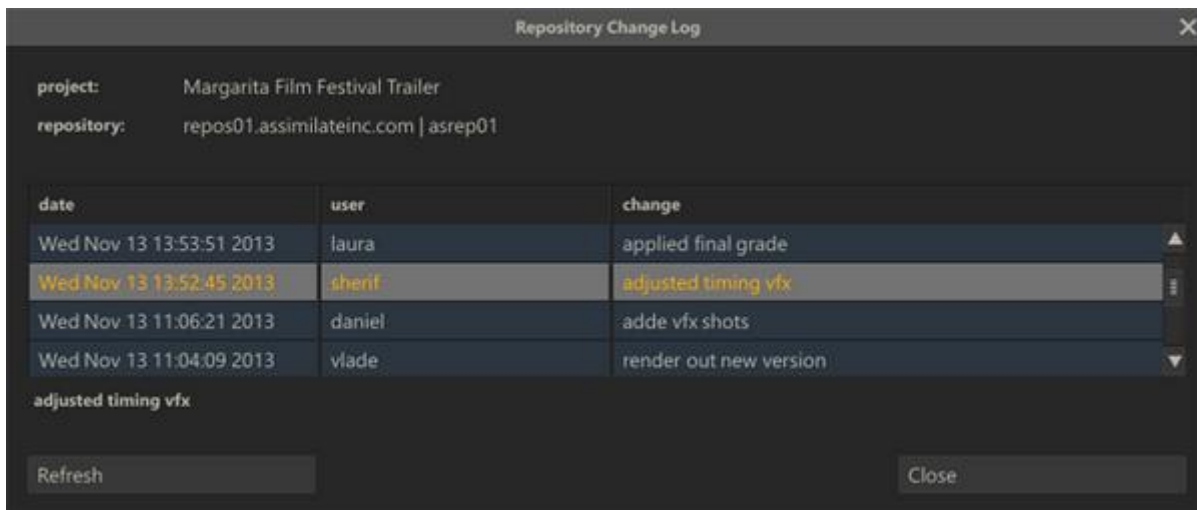 Repository Change Log
project: Margarita Film Festival Trailer
repository: repos01.assimilateinc.com | asrep01
date user change
Wed Nov 13 13:53:51 2013 laura applied final grade
Wed Nov 13 13:52:45 2013 sherif adjusted timing vfx
Wed Nov 13 11:06:21 2013 daniel adde vfx shots
Wed Nov 13 11:04:09 2013 vlade render out new version
adjusted timing vfx
Refresh Close